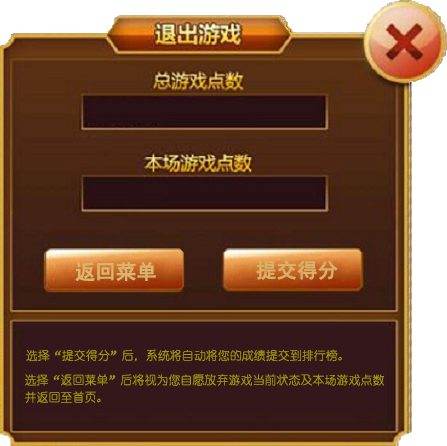 退出游戏
总游戏点数
本场游戏点数
返回菜单
提交得分
选择“提交得分”后，系统将自动将您的成绩提交到排行榜。
选择“返回菜单”后将视为您自愿放弃游戏当前状态及本场游戏点数
并返回至首页。